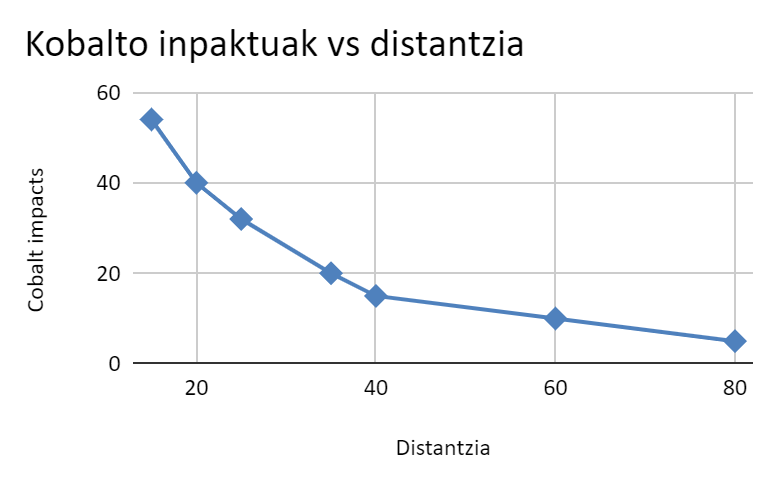 Kobalto inpaktuak vs distantzia
60
40
20
0
Cobalt impacts
20 40 60 80
Distantzia